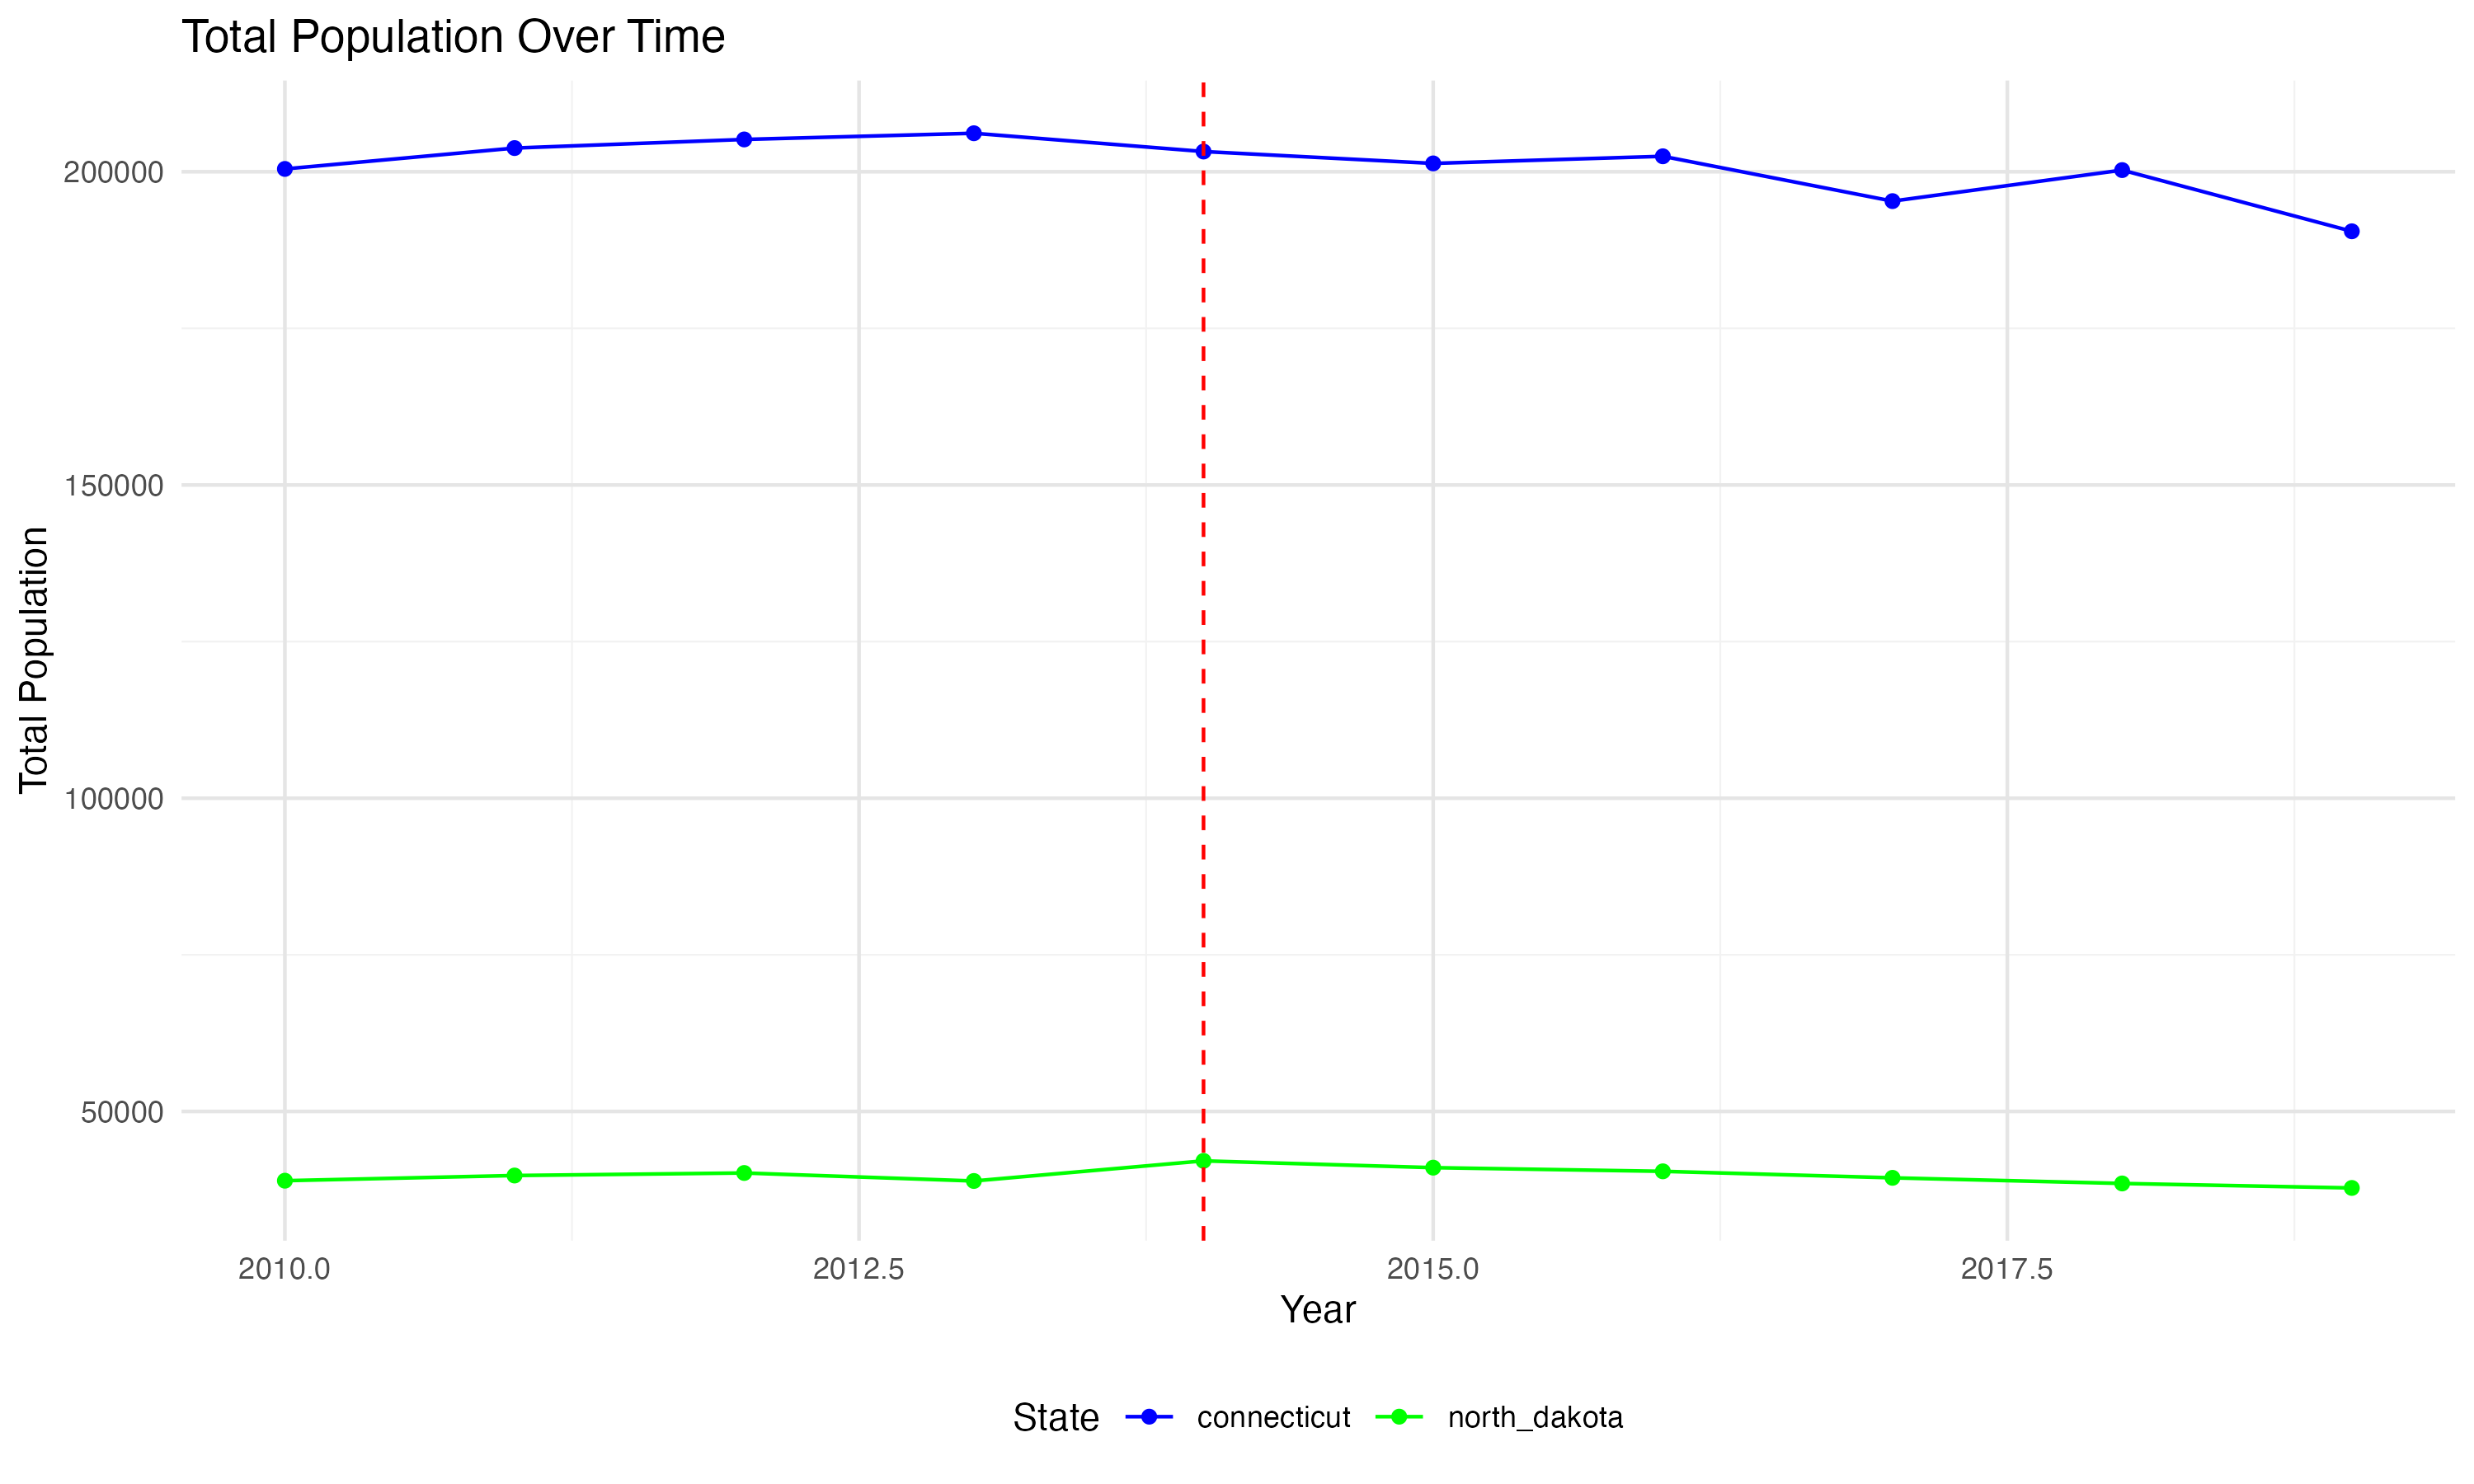 Total Population Over Time
Total Population
200000
150000
100000
50000
2010.0 2012.5 2015.0 2017.5
Year
State connecticut north_dakota